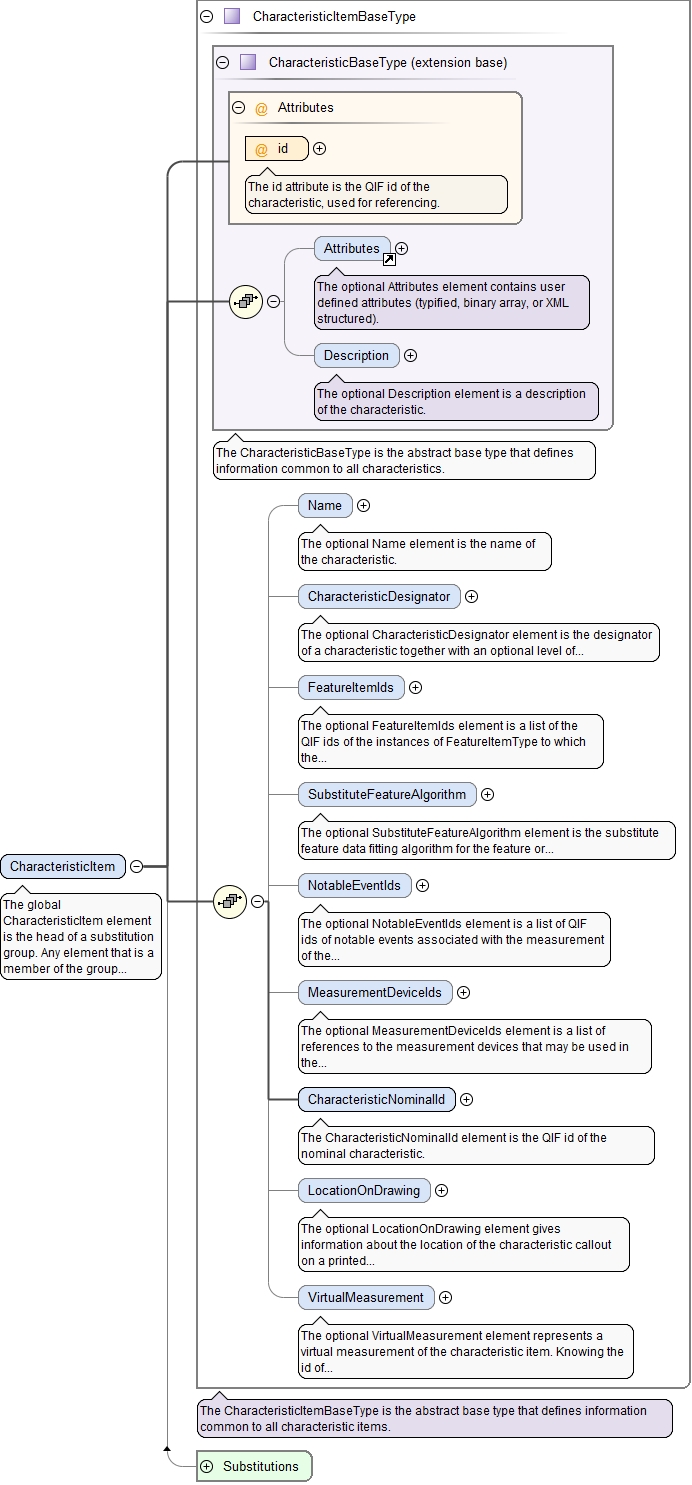 CharacteristicItemBaseType
CharacteristicBaseType (extension base)
@ Attributes
@ id
The id attribute is the QIF id of the
characteristic, used for referencing.
Attributes
The optional Attributes element contains user
defined attributes (typified, binary array, or XML
structured).
Description
The optional Description element is a description
of the characteristic.
The CharacteristicBaseType is the abstract base type that defines
information common to all characteristics.
Name
The optional Name element is the name of
the characteristic.
CharacteristicDesignator
The optional CharacteristicDesignator element is the designator
of a characteristic together with an optional level of...
FeatureItemIds
The optional FeatureItemIds element is a list of the
QIF ids of the instances of FeatureItemType to which
the...
SubstituteFeatureAlgorithm
The optional SubstituteFeatureAlgorithm element is the substitute
feature data fitting algorithm for the feature or...
CharacteristicItem
The global
CharacteristicItem element
is the head of a substitution
group. Any element that is a
member of the group...
NotableEventIds
The optional NotableEventIds element is a list of QIF
ids of notable events associated with the measurement
of the...
MeasurementDeviceIds
The optional MeasurementDeviceIds element is a list of
references to the measurement devices that may be used in
the...
CharacteristicNominalId
The CharacteristicNominalId element is the QIF id of the
nominal characteristic.
LocationOnDrawing
The optional LocationOnDrawing element gives
information about the location of the characteristic callout
on a printed...
VirtualMeasurement
The optional VirtualMeasurement element represents a
virtual measurement of the characteristic item. Knowing the
id of...
The CharacteristicItemBaseType is the abstract base type that defines information
common to all characteristic items.
Substitutions